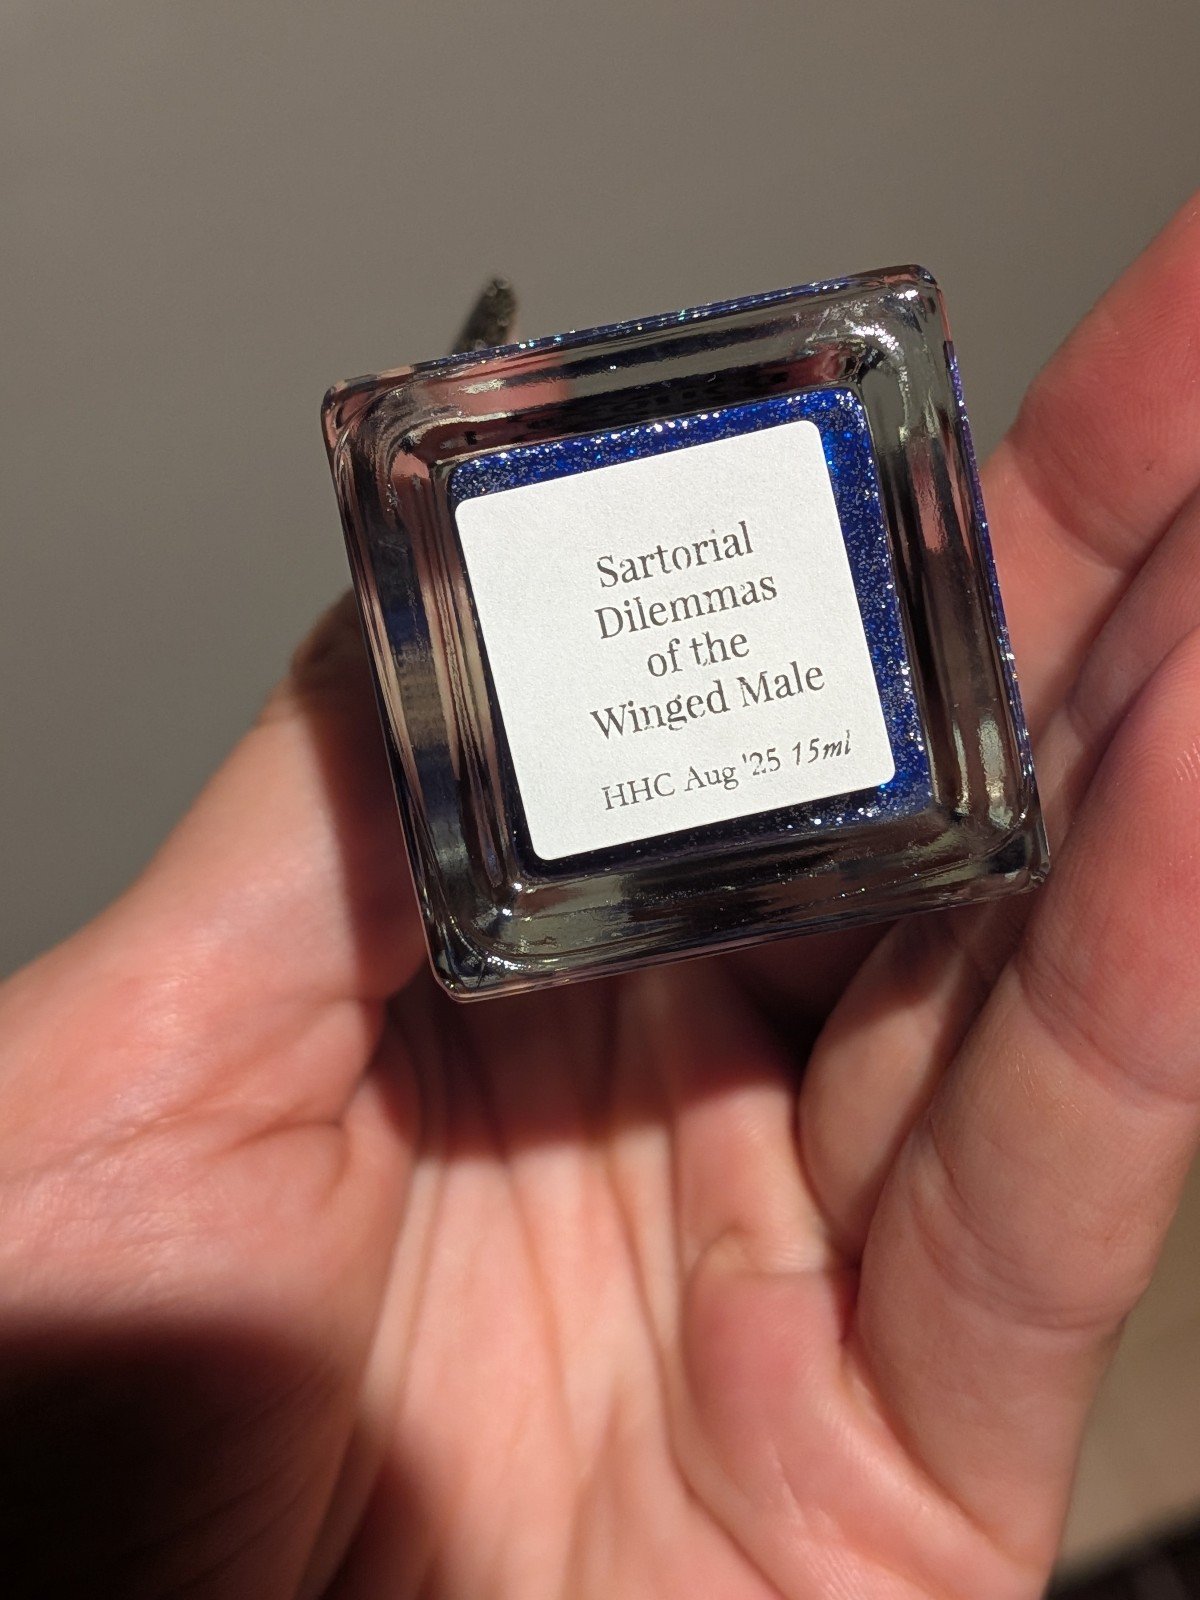 Sartorial
Dilemmas
of the
Winged Male
HHC Aug '25 15ml